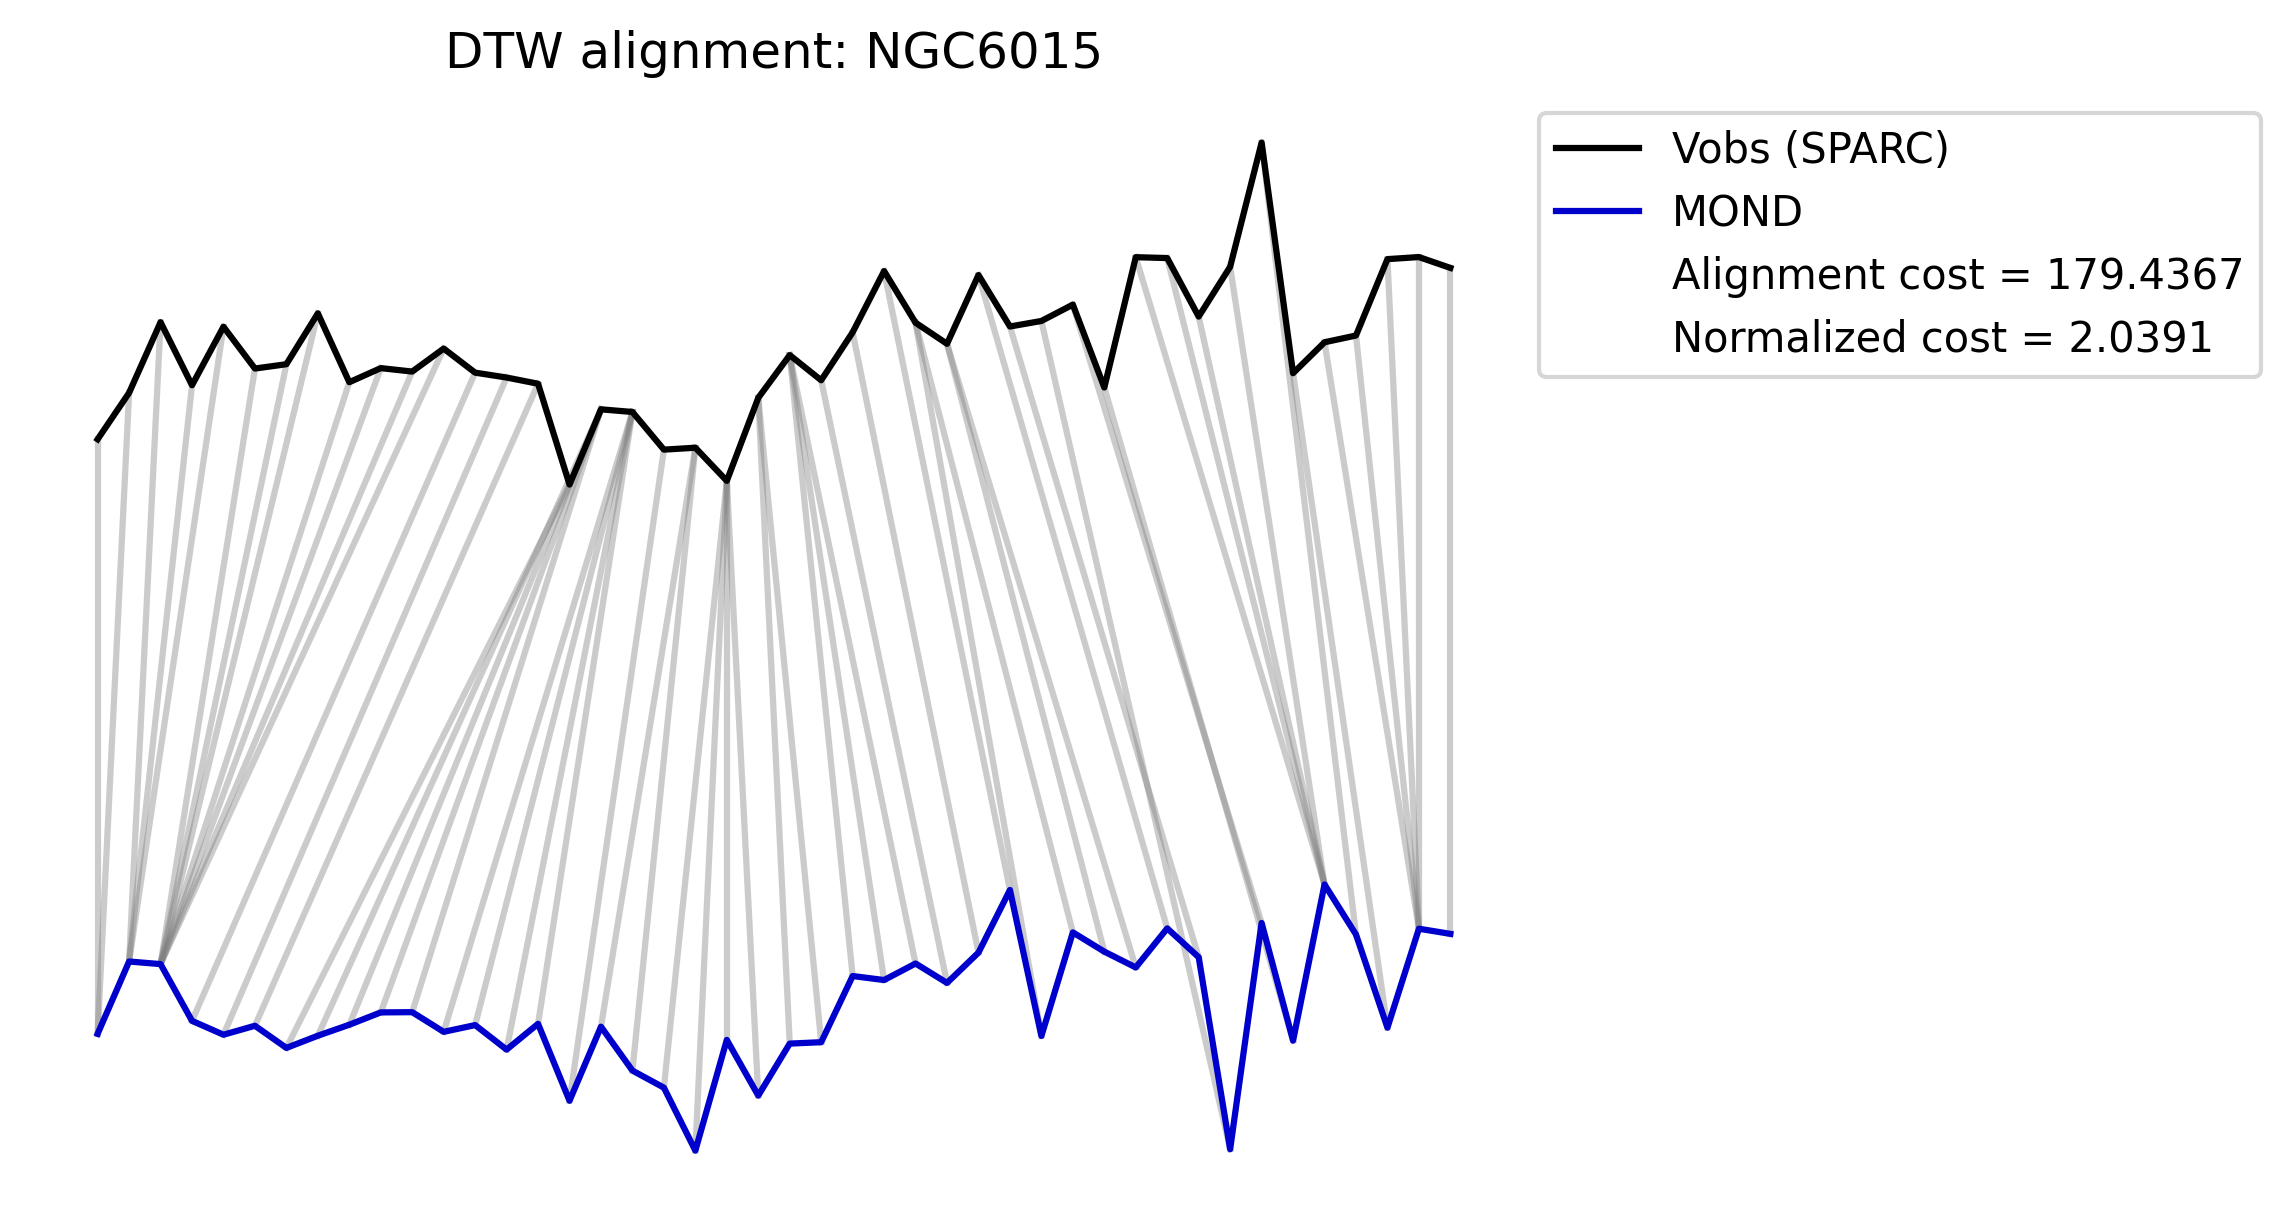 DTW alignment: NGC6015
Vobs (SPARC)
MOND
Alignment cost = 179.4367
Normalized cost = 2.0391